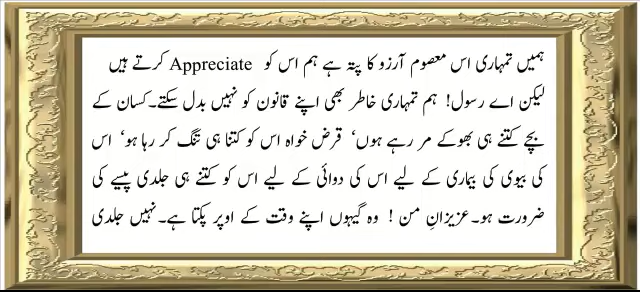 ہمیں تمہاری اس معصوم آرزو کا پتہ ہے ہم اس کو Appreciate کرتے ہیں
لیکن اے رسول! ہم تمہاری خاطر بھی اپنے قانون کو نہیں بدل سکتے۔کسان کے
بچے کتنے ہی بھوکے مر رہے ہوں، قرض خواہ اس کو کتنا ہی تنگ کر رہا ہو، اس
کی بیوی کی بیماری کے لیے اس کی دوائی کے لیے اس کو کتنے ہی جلدی پیسے کی
ضرورت ہو۔عزیزانِ من ! وہ گیہوں اپنے وقت کے اوپر پکتا ہے۔نہیں جلدی